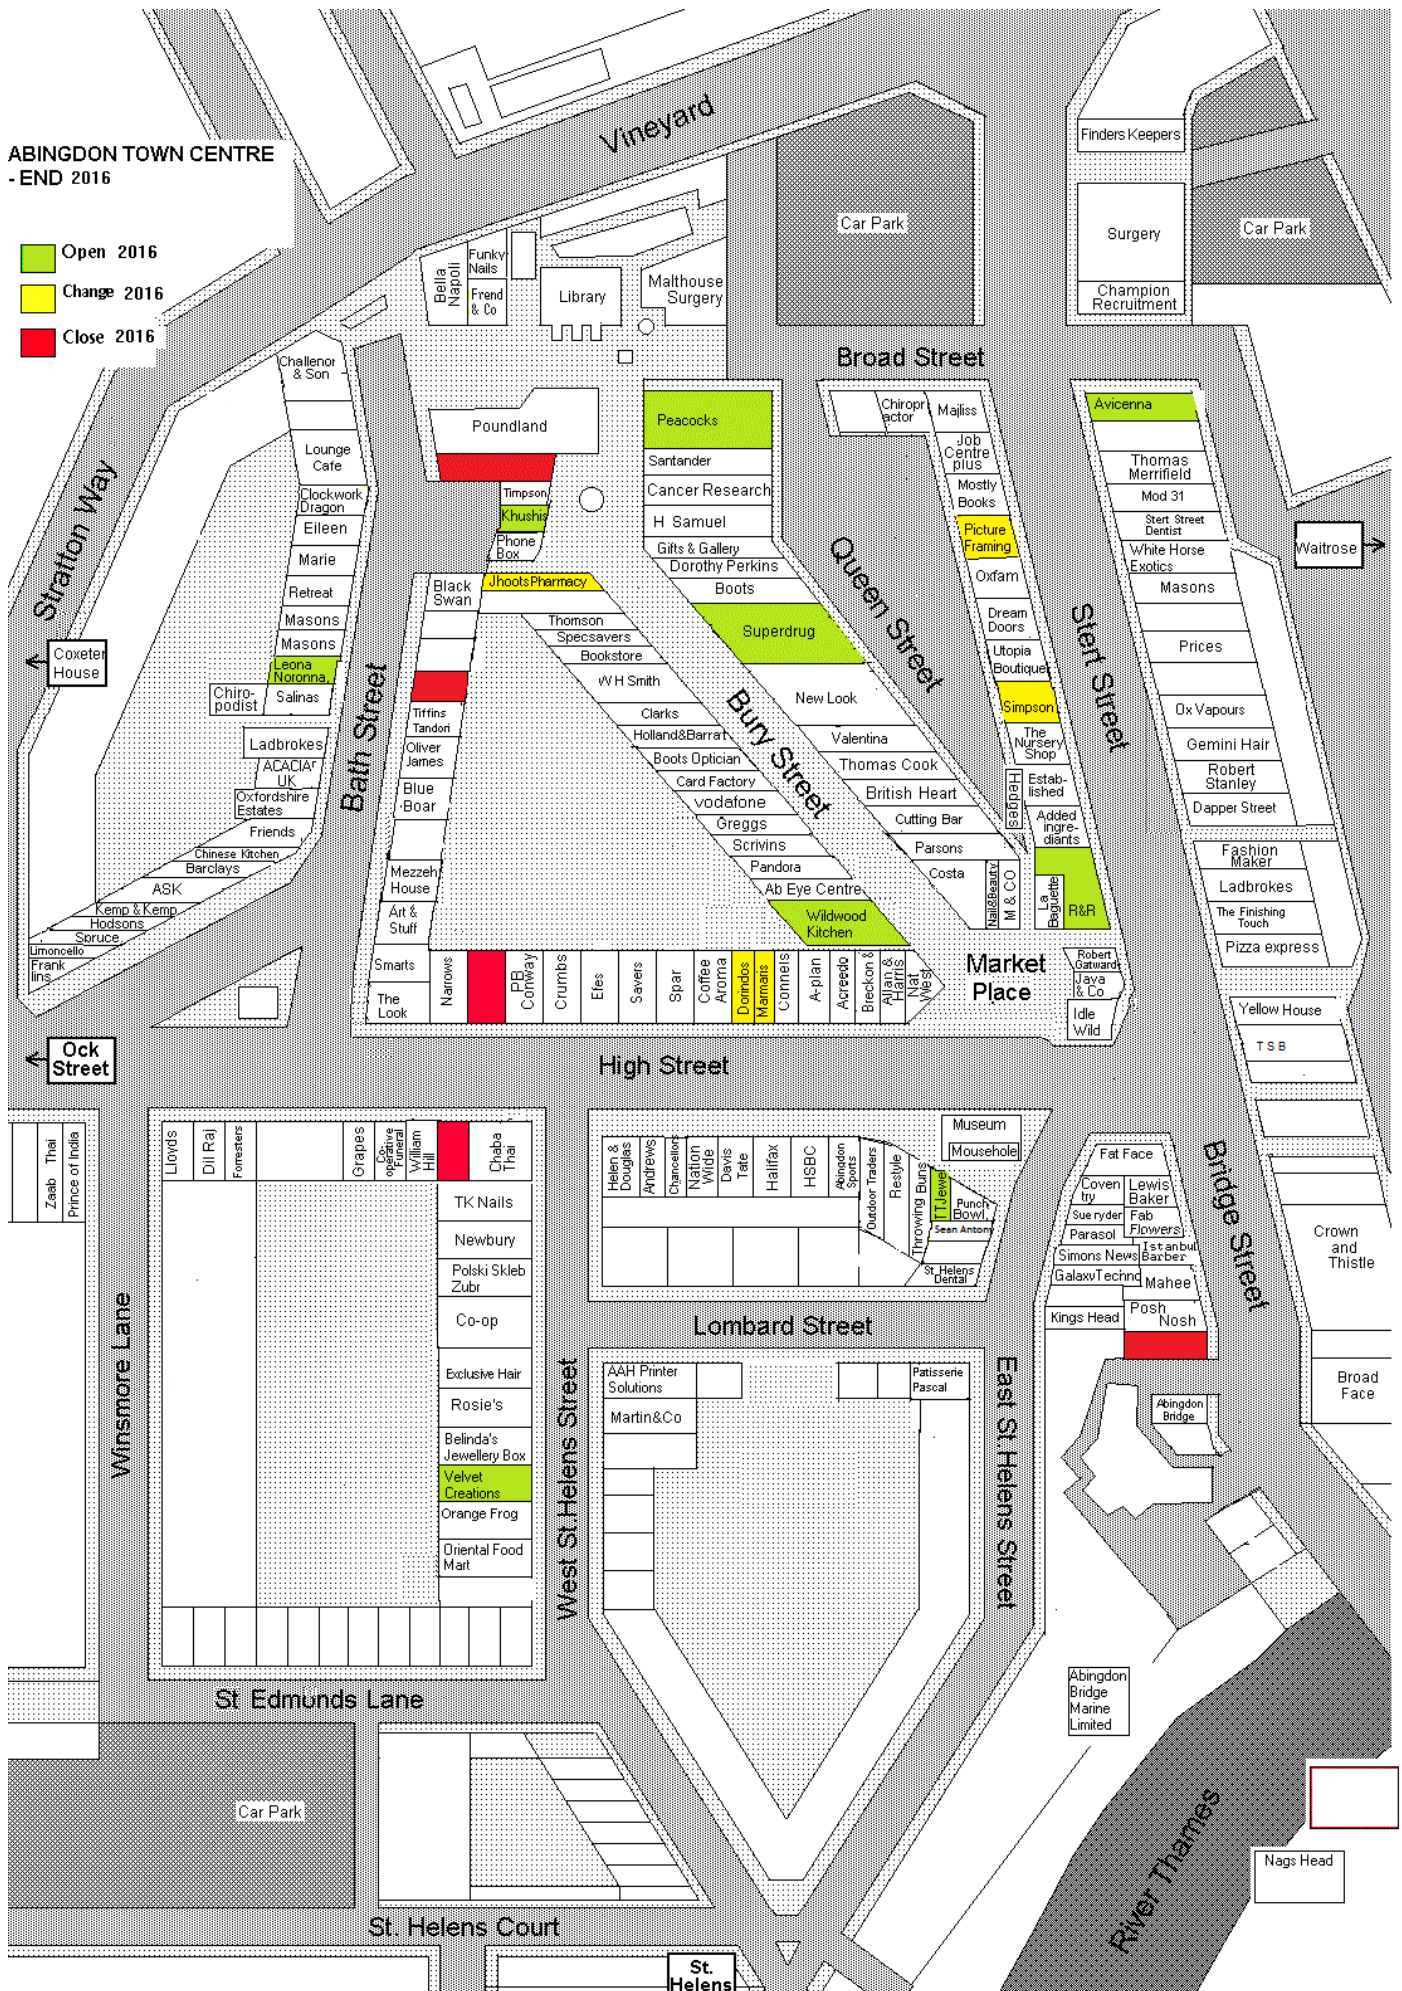 ABINGDON TOWN CENTRE
- END 2016
Open 2016
Change 2016
Close 2016
Vineyard
Finders Keepers
Car Park
Surgery
Car Park
Champion
Recruitment
Bella
Napoli
Funky
Nails
Frend
& Co
Library
Malthouse
Surgery
Broad Street
Challenor
& Son
Lounge
Cafe
Clockwork
Dragon
Eileen
Marie
Retreat
Masons
Masons
Leona
Noronna,
Chiro-
podist
Salinas
Ladbrokes
ACACIA
UK
Oxfordshire
Estates
Friends
Chinese Kitchen
Barclays
ASK
Kemp & Kemp
Hodsons
Spruce
Limoncello
Frank
lins
Stratton Way
Coxeter
House
Bath Street
Poundland
Timpson
Khushis
Phone
Box
Jhoots Pharmacy
Black
Swan
Tiffins
Tandori
Oliver
James
Blue
Boar
Mezzeh
House
Art &
Stuff
Smarts
The
Look
Thomson
Specsavers
Bookstore
W H Smith
Clarks
Holland&Barrat
Boots Optician
Card Factory
vodafone
Greggs
Scrivins
Pandora
Ab Eye Centre
Wildwood
Kitchen
Bury Street
Peacocks
Santander
Cancer Research
H Samuel
Gifts & Gallery
Dorothy Perkins
Boots
Superdrug
New Look
Valentina
Thomas Cook
British Heart
Cutting Bar
Parsons
Costa
Nail&Beauty
M & CO
Queen Street
Chiropr
actor
Majliss
Job
Centre
plus
Mostly
Books
Picture
Framing
Oxfam
Dream
Doors
Utopia
Boutique
Simpson
The
Nursery
Shop
Hedges
Estab-
lished
Added
ingre-
diants
La
Baguette
R&R
Stert Street
Avicenna
Thomas
Merrifield
Mod 31
Stert Street
Dentist
White Horse
Exotics
Masons
Prices
Ox Vapours
Gemini Hair
Robert
Stanley
Dapper Street
Fashion
Maker
Ladbrokes
The Finishing
Touch
Pizza express
Yellow House
TSB
Waitrose
Narrows
PB
Conway
Crumbs
Efes
Savers
Spar
Coffee
Aroma
Dorindos
Marmaris
Connels
A-plan
Acreedo
Breckon &
Allan &
Harris
Nat
West
Market
Place
Robert
Gatward
Java
& Co
Idle
Wild
Ock
Street
High Street
Zaab Thai
Prince of India
Lloyds
Dil Raj
Forresters
Grapes
Co-
operative
Funeral
William
Hill
Chaba
Thai
TK Nails
Newbury
Polski Skleb
Zubr
Co-op
Exclusive Hair
Rosie's
Belinda's
Jewellery Box
Velvet
Creations
Orange Frog
Oriental Food
Mart
Winsmore Lane
West St.Helens Street
Helen &
Douglas
Andrews
Chancellors
Nation
Wide
Davis
Tate
Halifax
HSBC
Abingdon
Sports
Outdoor Traders
Restyle
Throwing Buns
TTJewel
Museum
Mousehole
Punch
Bowl,
Sean Antony
St Helens
Dental
Lombard Street
AAH Printer
Solutions
Martin&Co
Patisserie
Pascal
East St.Helens Street
Fat Face
Coven
try
Lewis
Baker
Sue ryder
Fab
Flowers
Parasol
Simons News
Istanbul
Barber
GalaxyTechno
Mahee
Kings Head
Posh
Nosh
Bridge Street
Crown
and
Thistle
Broad
Face
Abingdon
Bridge
Abingdon
Bridge
Marine
Limited
St Edmonds Lane
Car Park
St. Helens Court
St.
Helens
River Thames
Nags Head